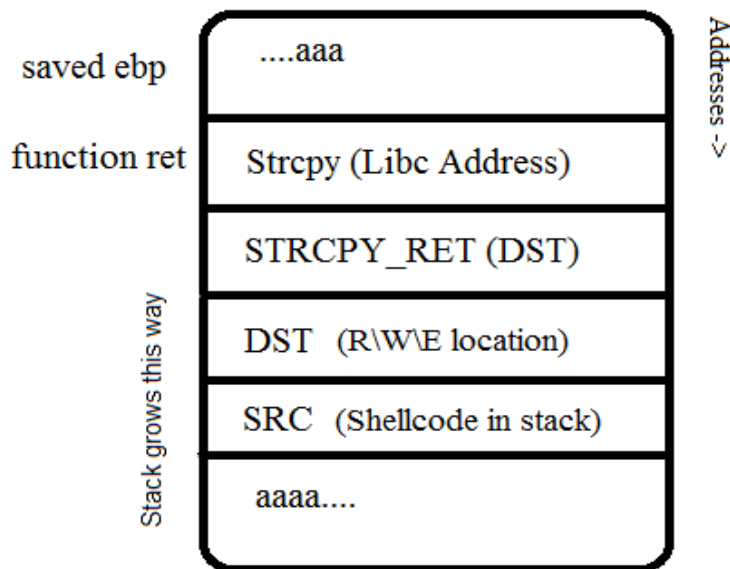 saved ebp
....aaa
function ret
Strcpy (Libc Address)
STRCPY_RET (DST)
DST (R\W\E location)
SRC (Shellcode in stack)
aaaa....
Stack grows this way
Addresses ->